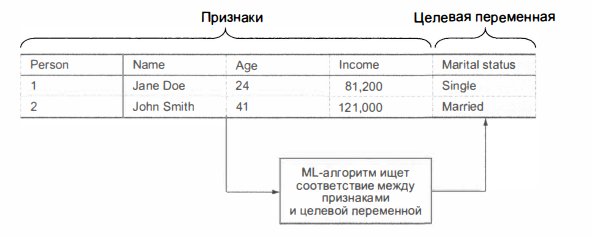 Признаки Целевая переменная
Person Name Age Income Marital status
1 Jane Doe 24 81,200 Single
2 John Smith 41 121,000 Married
ML-алгоритм ищет
соответствие между
признаками
и целевой переменной